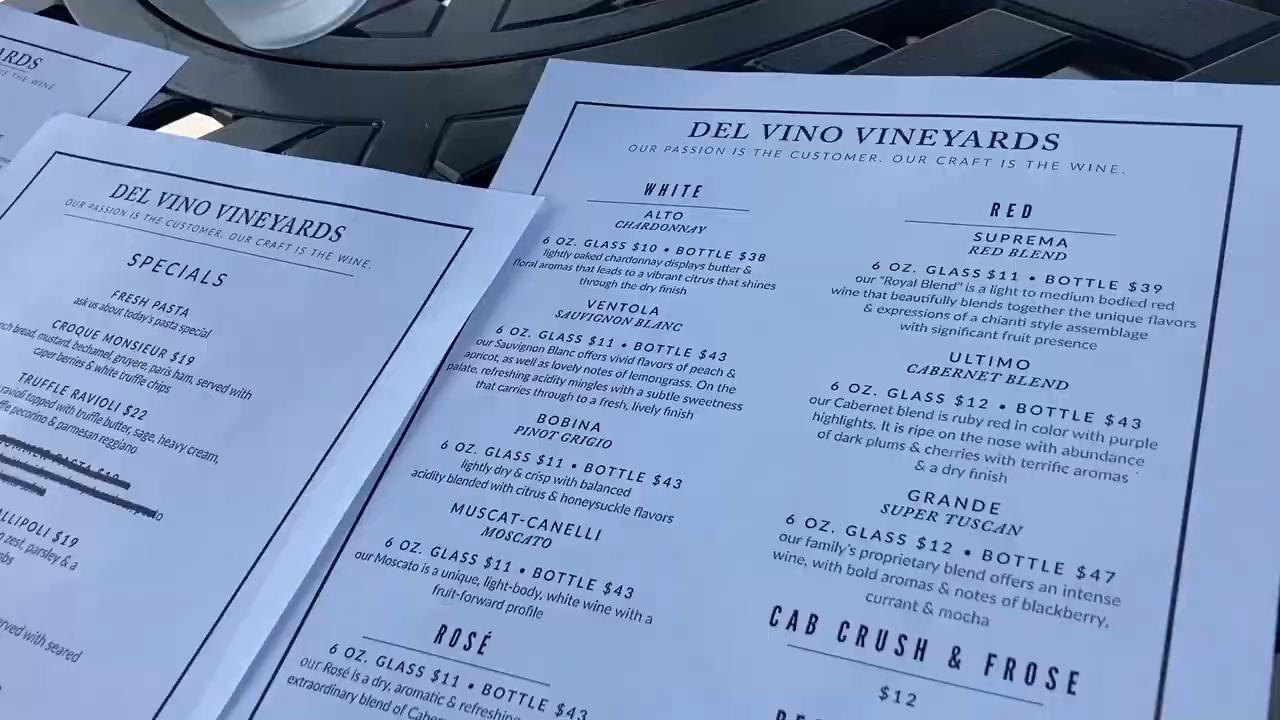 ARDS
IS THE WINE
DEL VINO VINEYARDS
OUR PASSION IS THE CUSTOMER. OUR CRAFT IS THE WINE.
SPECIALS
FRESH PASTA
ask us about today's pasta special
CROQUE MONSIEUR $19
bread, mustard, bechamel, gruyere, paris ham, served with
caper berries & white truffle chips
TRUFFLE RAVIOLI $22
ravioli topped with truffle butter, sage, heavy cream,
pecorino & parmesan reggiano
ALLIPOLI $19
zest, parsley & a
served with seared
DEL VINO VINEYARDS
OUR PASSION IS THE CUSTOMER. OUR CRAFT IS THE WINE.
WHITE
ALTO
CHARDONNAY
6 OZ. GLASS $10 • BOTTLE $38
lightly oaked chardonnay displays butter &
floral aromas that leads to a vibrant citrus that shines
through the dry finish
VENTOLA
SAUVIGNON BLANC
6 OZ. GLASS $11 • BOTTLE $43
our Sauvignon Blanc offers vivid flavors of peach &
apricot, as well as lovely notes of lemongrass. On the
palate, refreshing acidity mingles with a subtle sweetness
that carries through to a fresh, lively finish
BOBINA
PINOT GRIGIO
6 OZ. GLASS $11 • BOTTLE $43
lightly dry & crisp with balanced
acidity blended with citrus & honeysuckle flavors
MUSCAT-CANELLI
MOSCATO
6 OZ. GLASS $11 • BOTTLE $43
our Moscato is a unique, light-body, white wine with a
fruit-forward profile
ROSÉ
6 OZ. GLASS $11 • BOTTLE $43
our Rosé is a dry, aromatic & refreshing
extraordinary blend of
RED
SUPREMA
RED BLEND
6 OZ. GLASS $11 • BOTTLE $39
our "Royal Blend" is a light to medium bodied red
wine that beautifully blends together the unique flavors
& expressions of a chianti style assemblage
with significant fruit presence
ULTIMO
CABERNET BLEND
6 OZ. GLASS $12 • BOTTLE $43
our Cabernet blend is ruby red in color with purple
highlights. It is ripe on the nose with abundance
of dark plums & cherries with terrific aromas
& a dry finish
GRANDE
SUPER TUSCAN
6 OZ. GLASS $12 • BOTTLE $47
our family's proprietary blend offers an intense
wine, with bold aromas & notes of blackberry,
currant & mocha
CAB CRUSH & FROSE
$12